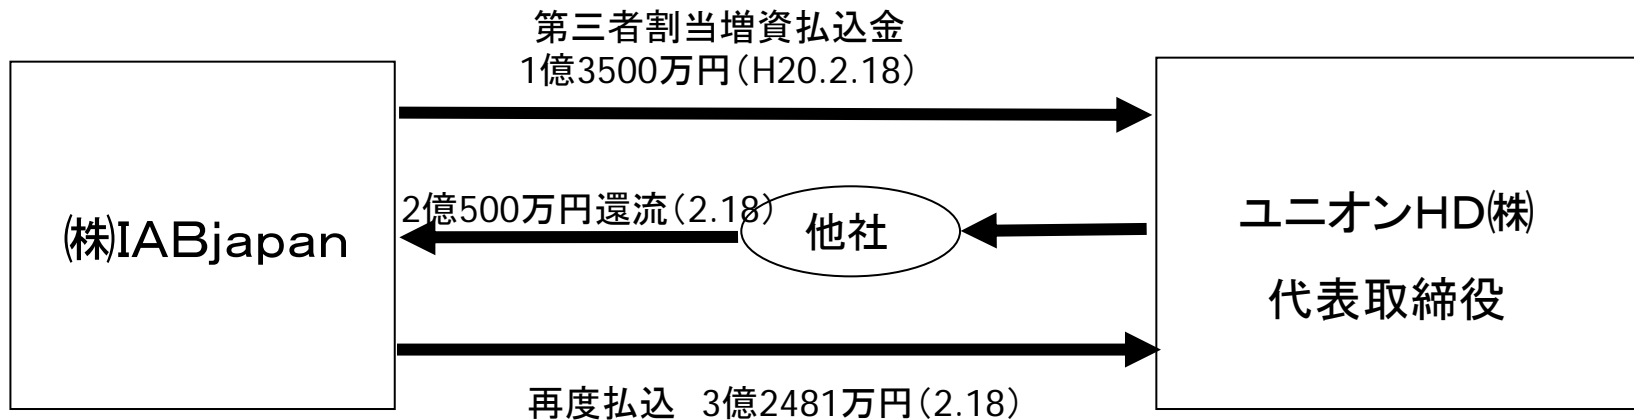 第三者割当増資払込金
1億3500万円(H20.2.18)
㈱IABjapan
2億500万円還流(2.18)
他社
ユニオンHD㈱
代表取締役
再度払込 3億2481万円(2.18)